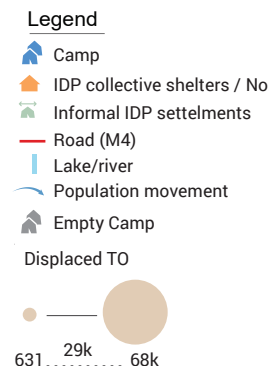 Legend
Camp
IDP collective shelters / No
Informal IDP settelments
Road (M4)
Lake/river
Population movement
Empty Camp
Displaced TO
29k
631.......... 68k